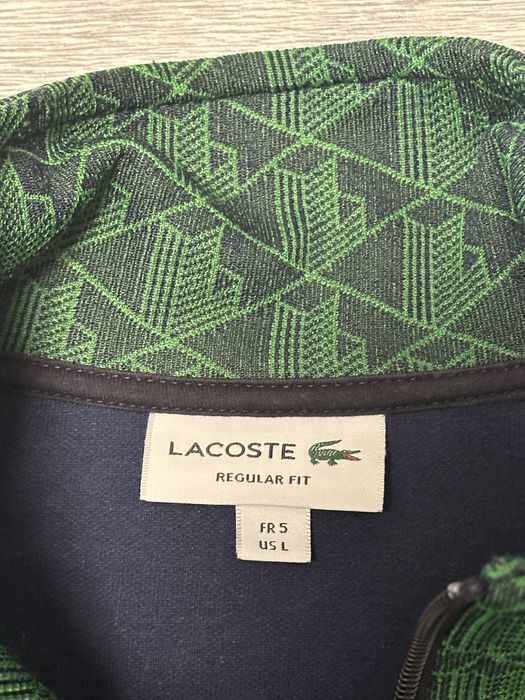 LACOSTE
REGULAR FIT
FR 5
US L